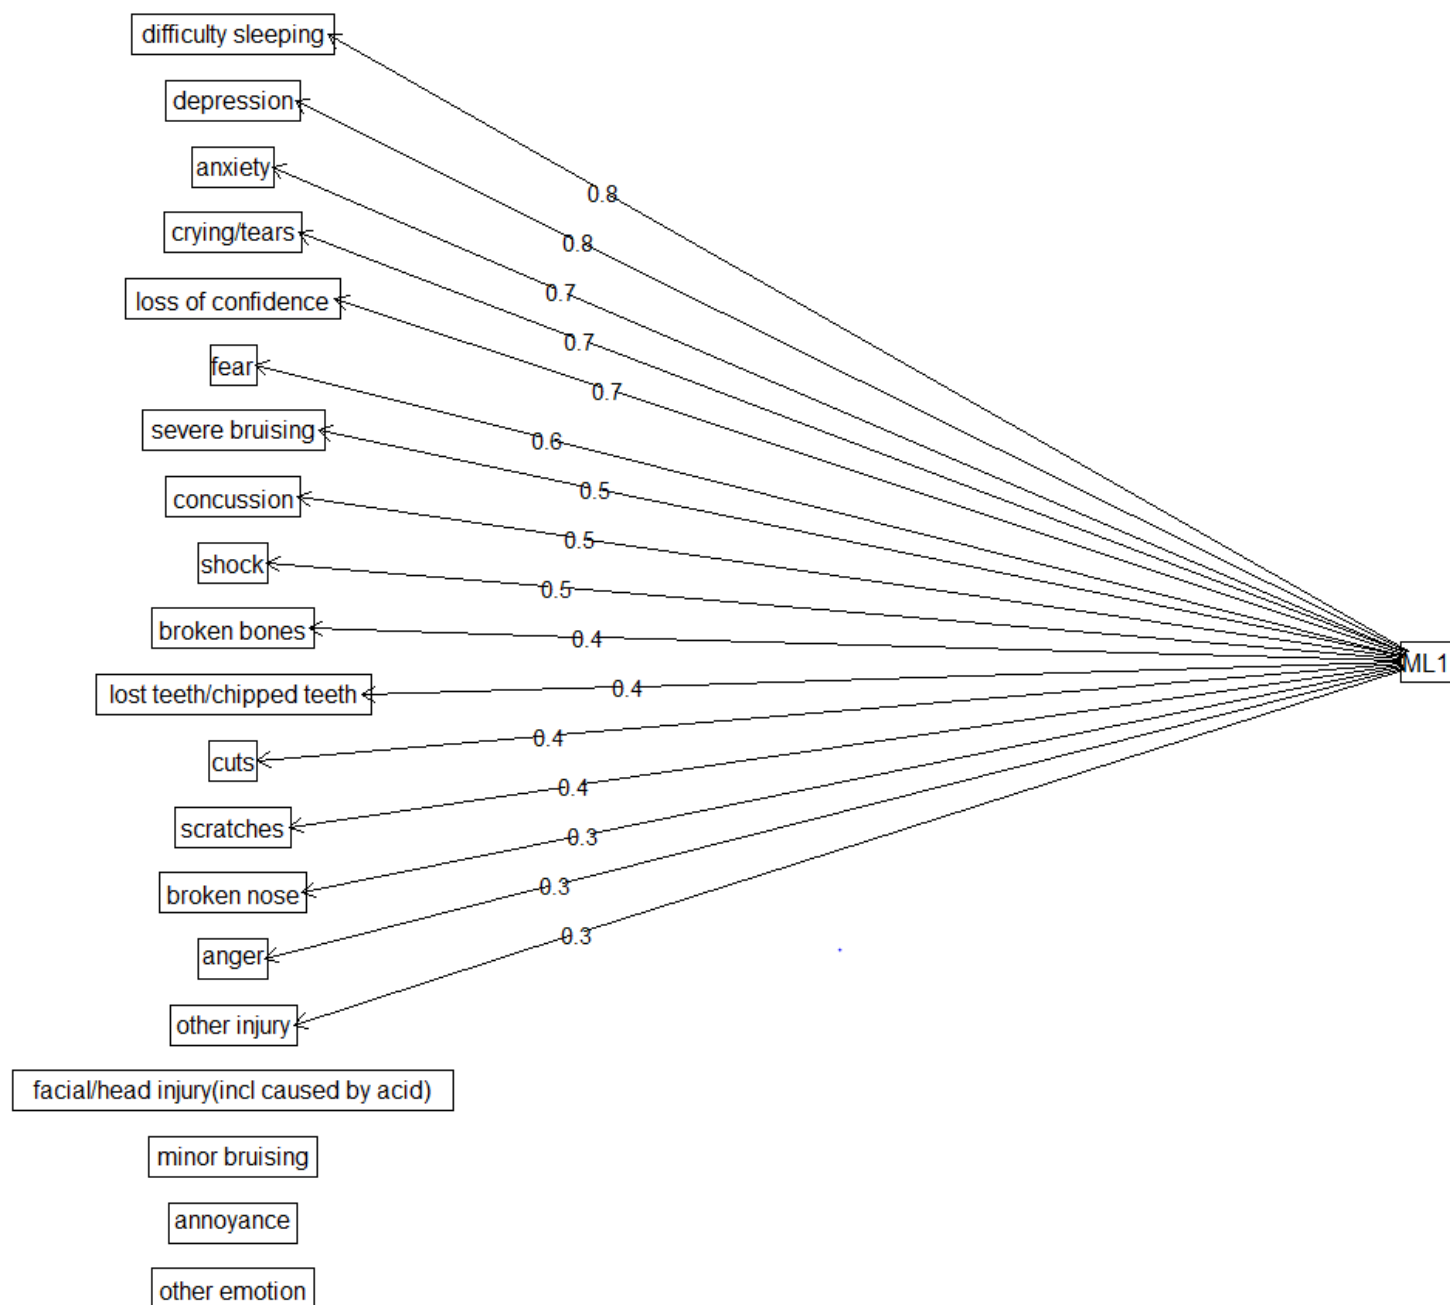 difficulty sleeping
0.8
depression
0.8
anxiety
0.7
crying/tears
0.7
loss of confidence
0.7
fear
0.6
severe bruising
0.5
concussion
0.5
shock
0.5
broken bones
0.4
ML1
lost teeth/chipped teeth
0.4
cuts
0.4
scratches
0.4
broken nose
0.3
anger
0.3
other injury
0.3
facial/head injury(incl caused by acid)
minor bruising
annoyance
other emotion